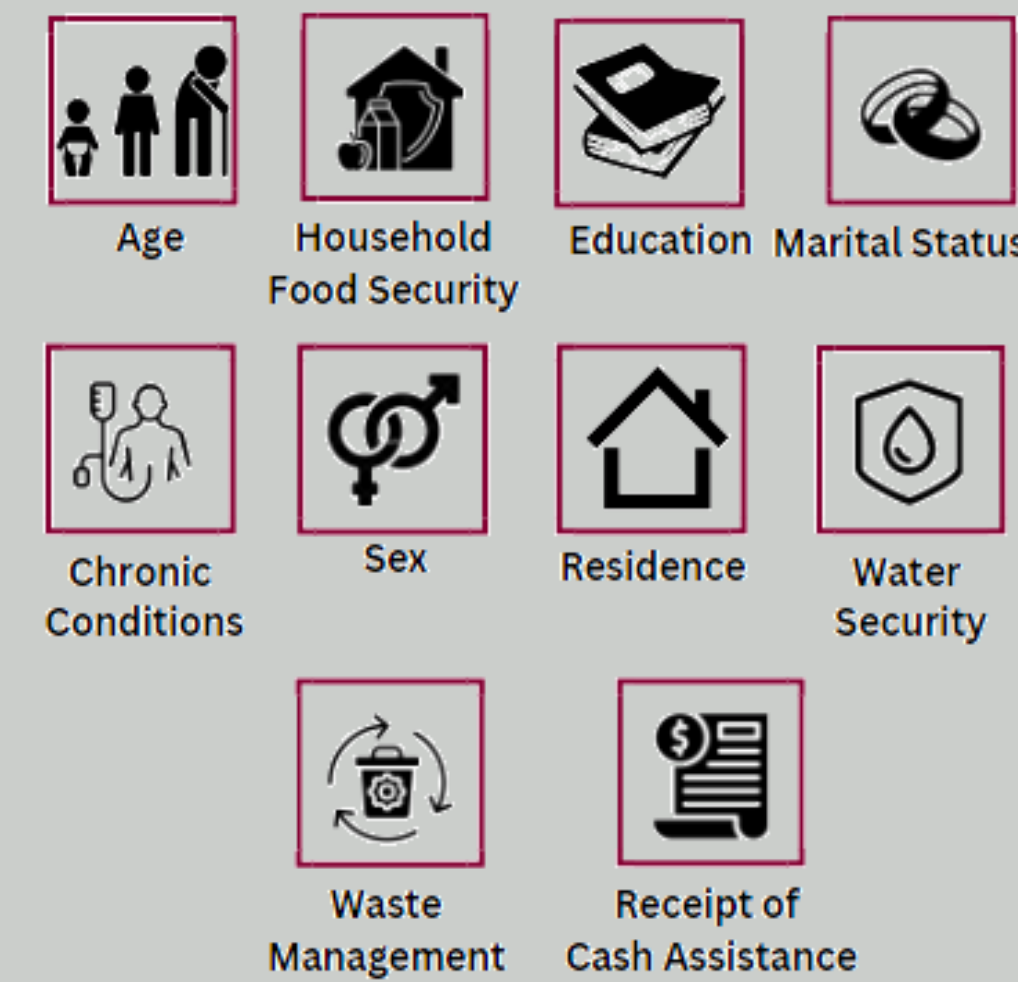 Age
Household
Food Security
Education
Marital Status
Chronic
Conditions
Sex
Residence
Water
Security
$
Waste
Management
Receipt of
Cash Assistance